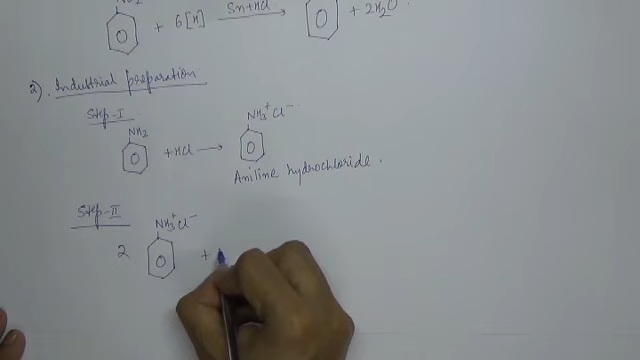 NO2
+ 6[H] Sn+HCl + 2H2O.
2). Industrial preparation
Step-I
NH2 + HCl NH3+Cl-
Aniline hydrochloride.
Step-II
2 NH3+Cl- +